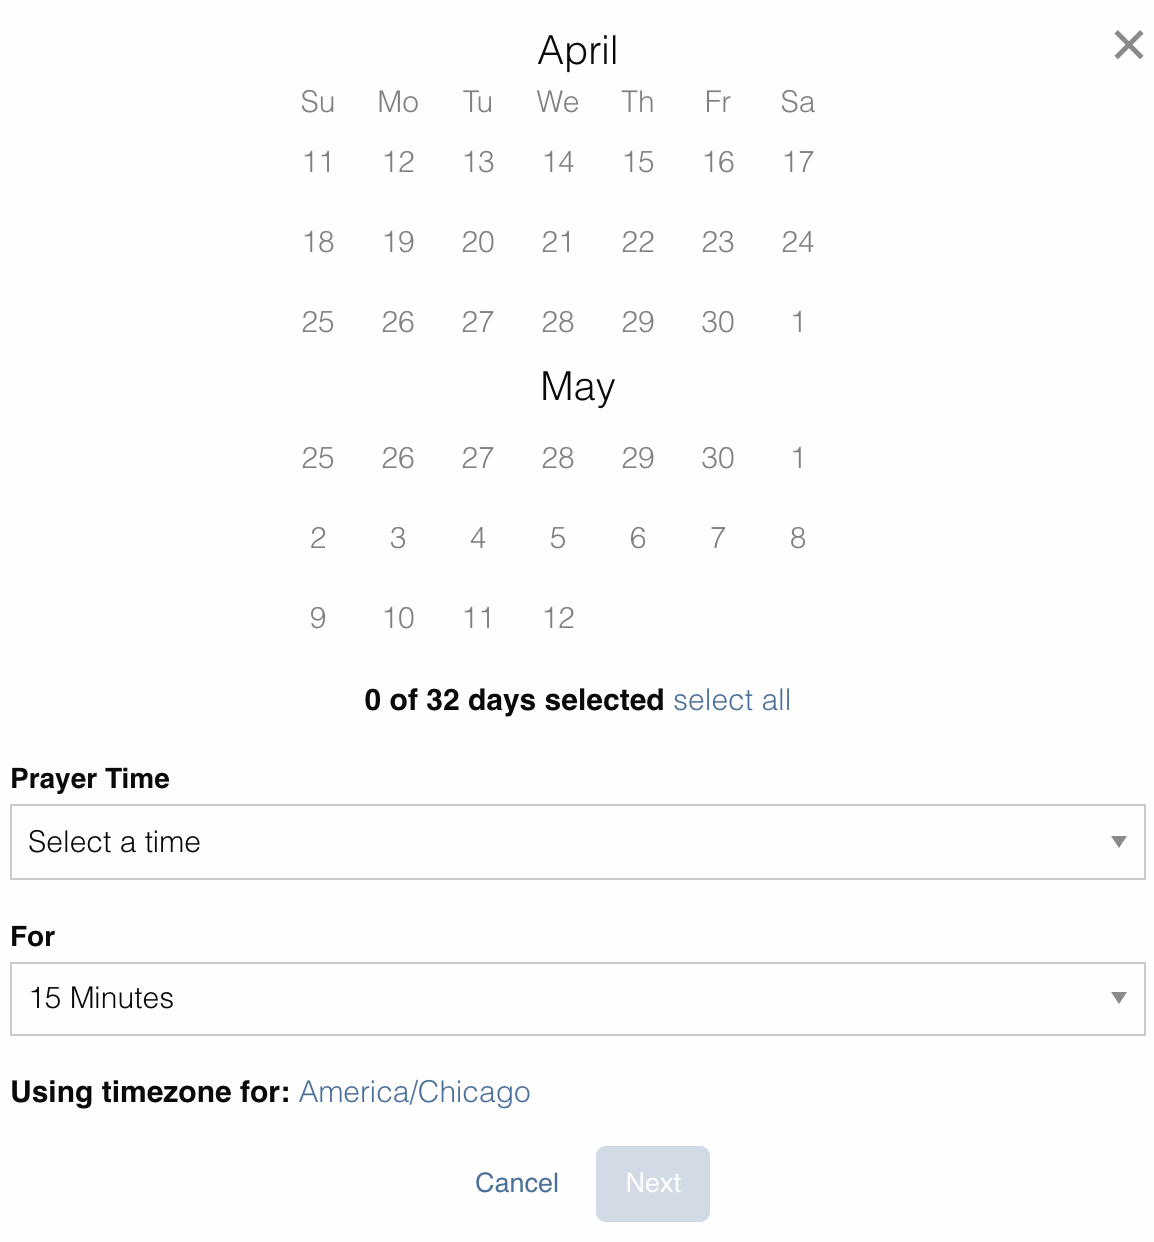 April
Su Mo Tu We Th Fr Sa
11 12 13 14 15 16 17
18 19 20 21 22 23 24
25 26 27 28 29 30 1
May
25 26 27 28 29 30 1
2 3 4 5 6 7 8
9 10 11 12
0 of 32 days selected select all
Prayer Time
Select a time
For
15 Minutes
Using timezone for: America/Chicago
Cancel Next